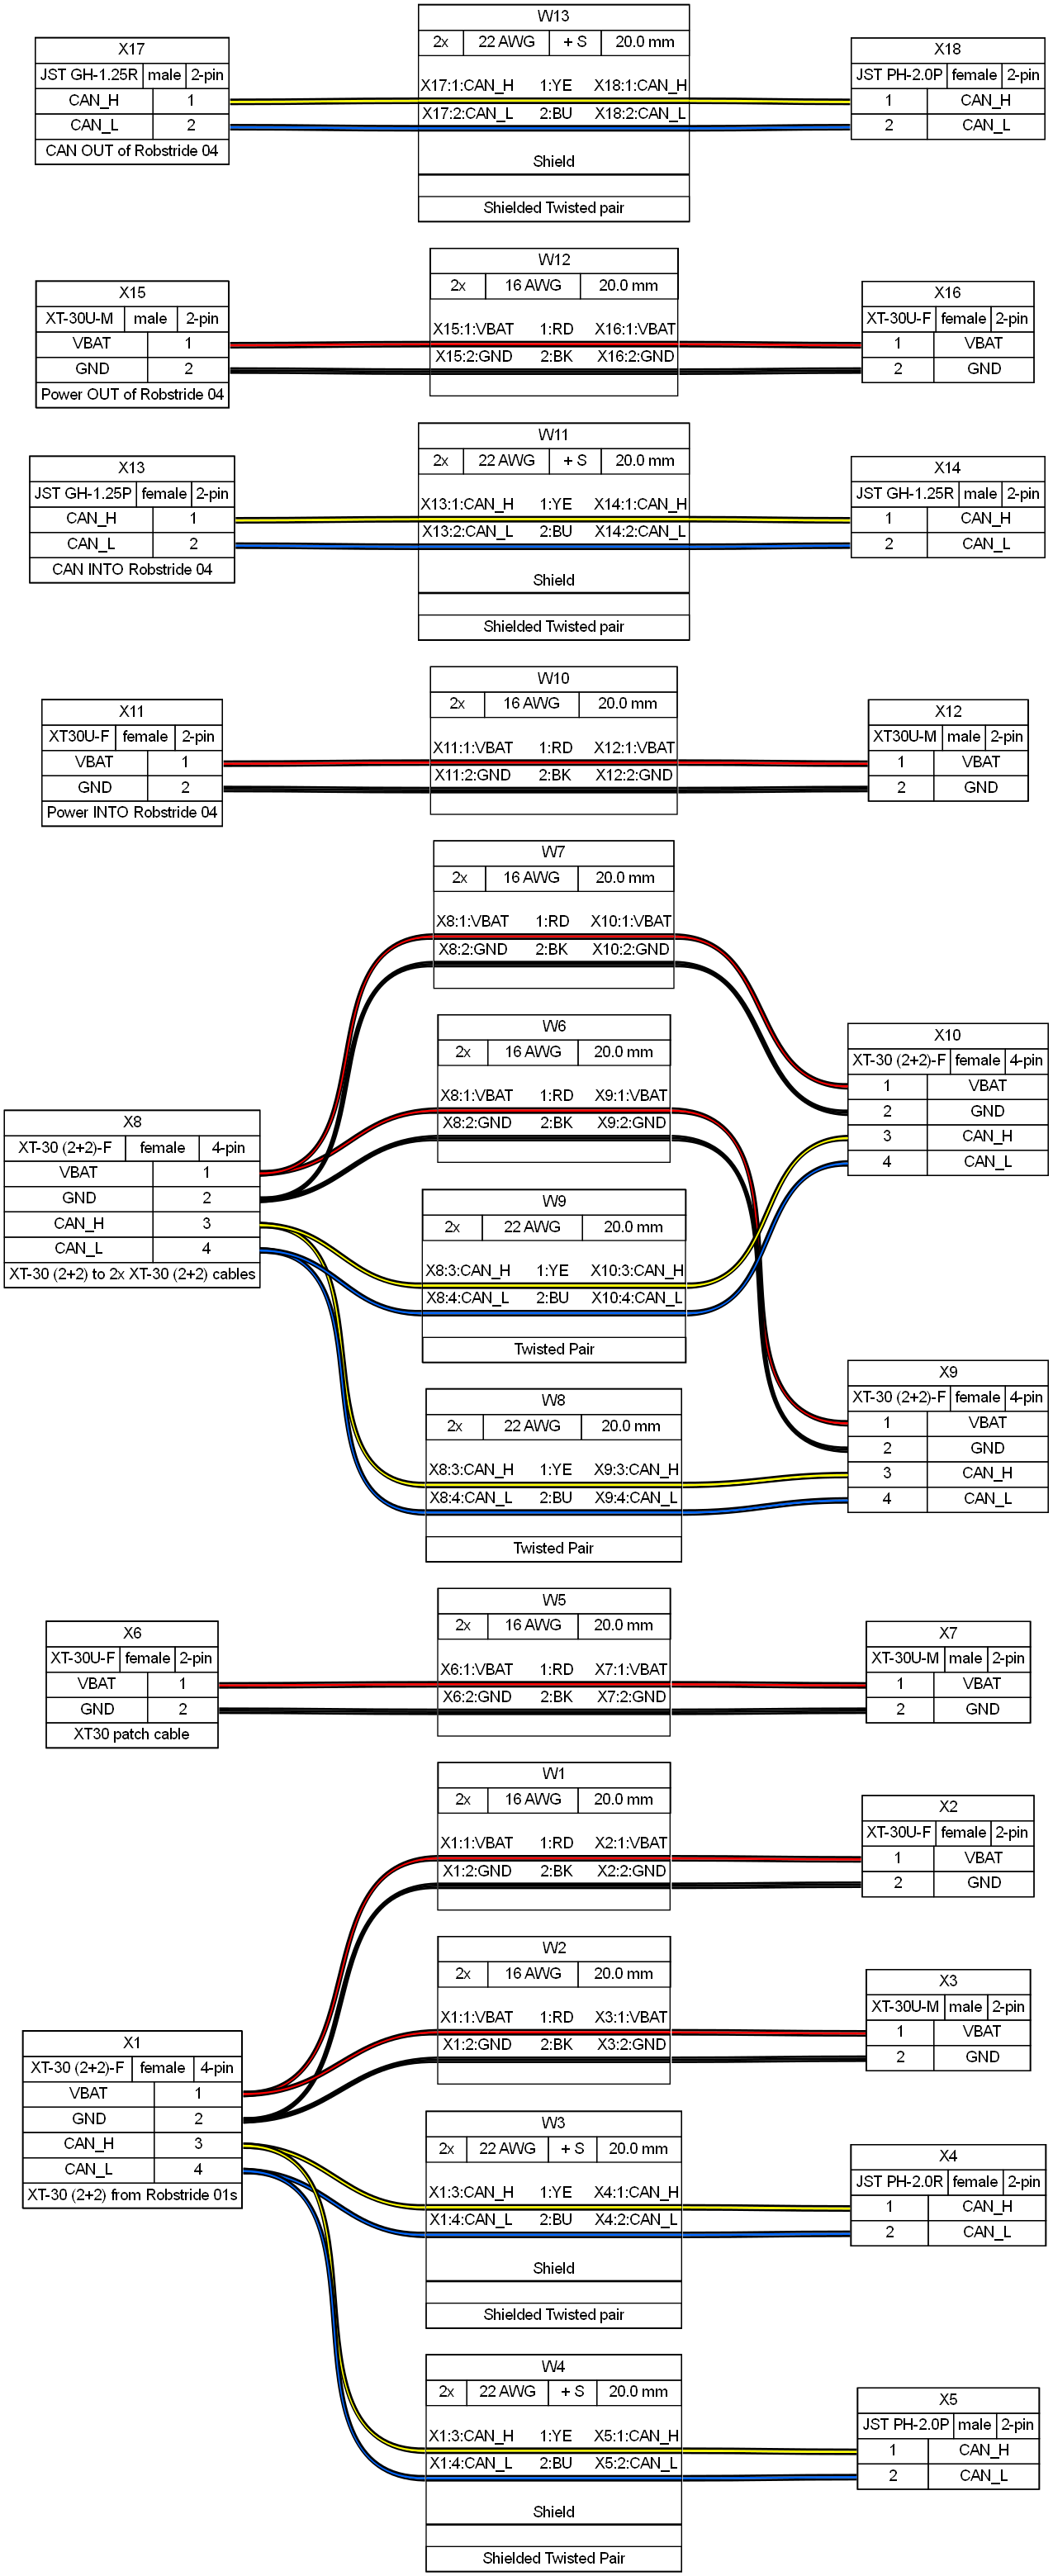 W13
2x 22 AWG + S 20.0 mm
X17:1:CAN_H 1:YE X18:1:CAN_H
X17:2:CAN_L 2:BU X18:2:CAN_L
Shield
Shielded Twisted pair
X17
JST GH-1.25R male 2-pin
CAN_H 1
CAN_L 2
CAN OUT of Robstride 04
X18
JST PH-2.0P female 2-pin
1 CAN_H
2 CAN_L
W12
2x 16 AWG 20.0 mm
X15:1:VBAT 1:RD X16:1:VBAT
X15:2:GND 2:BK X16:2:GND
X15
XT-30U-M male 2-pin
VBAT 1
GND 2
Power OUT of Robstride 04
X16
XT-30U-F female 2-pin
1 VBAT
2 GND
W11
2x 22 AWG + S 20.0 mm
X13:1:CAN_H 1:YE X14:1:CAN_H
X13:2:CAN_L 2:BU X14:2:CAN_L
Shield
Shielded Twisted pair
X13
JST GH-1.25P female 2-pin
CAN_H 1
CAN_L 2
CAN INTO Robstride 04
X14
JST GH-1.25R male 2-pin
1 CAN_H
2 CAN_L
W10
2x 16 AWG 20.0 mm
X11:1:VBAT 1:RD X12:1:VBAT
X11:2:GND 2:BK X12:2:GND
X11
XT30U-F female 2-pin
VBAT 1
GND 2
Power INTO Robstride 04
X12
XT30U-M male 2-pin
1 VBAT
2 GND
W7
2x 16 AWG 20.0 mm
X8:1:VBAT 1:RD X10:1:VBAT
X8:2:GND 2:BK X10:2:GND
W6
2x 16 AWG 20.0 mm
X8:1:VBAT 1:RD X9:1:VBAT
X8:2:GND 2:BK X9:2:GND
X10
XT-30 (2+2)-F female 4-pin
1 VBAT
2 GND
3 CAN_H
4 CAN_L
X8
XT-30 (2+2)-F female 4-pin
VBAT 1
GND 2
CAN_H 3
CAN_L 4
XT-30 (2+2) to 2x XT-30 (2+2) cables
W9
2x 22 AWG 20.0 mm
X8:3:CAN_H 1:YE X10:3:CAN_H
X8:4:CAN_L 2:BU X10:4:CAN_L
Twisted Pair
X9
XT-30 (2+2)-F female 4-pin
1 VBAT
2 GND
3 CAN_H
4 CAN_L
W8
2x 22 AWG 20.0 mm
X8:3:CAN_H 1:YE X9:3:CAN_H
X8:4:CAN_L 2:BU X9:4:CAN_L
Twisted Pair
W5
2x 16 AWG 20.0 mm
X6:1:VBAT 1:RD X7:1:VBAT
X6:2:GND 2:BK X7:2:GND
X6
XT-30U-F female 2-pin
VBAT 1
GND 2
XT30 patch cable
X7
XT-30U-M male 2-pin
1 VBAT
2 GND
W1
2x 16 AWG 20.0 mm
X1:1:VBAT 1:RD X2:1:VBAT
X1:2:GND 2:BK X2:2:GND
X2
XT-30U-F female 2-pin
1 VBAT
2 GND
W2
2x 16 AWG 20.0 mm
X1:1:VBAT 1:RD X3:1:VBAT
X1:2:GND 2:BK X3:2:GND
X3
XT-30U-M male 2-pin
1 VBAT
2 GND
X1
XT-30 (2+2)-F female 4-pin
VBAT 1
GND 2
CAN_H 3
CAN_L 4
XT-30 (2+2) from Robstride 01s
W3
2x 22 AWG + S 20.0 mm
X1:3:CAN_H 1:YE X4:1:CAN_H
X1:4:CAN_L 2:BU X4:2:CAN_L
Shield
Shielded Twisted pair
X4
JST PH-2.0R female 2-pin
1 CAN_H
2 CAN_L
W4
2x 22 AWG + S 20.0 mm
X1:3:CAN_H 1:YE X5:1:CAN_H
X1:4:CAN_L 2:BU X5:2:CAN_L
Shield
Shielded Twisted Pair
X5
JST PH-2.0P male 2-pin
1 CAN_H
2 CAN_L